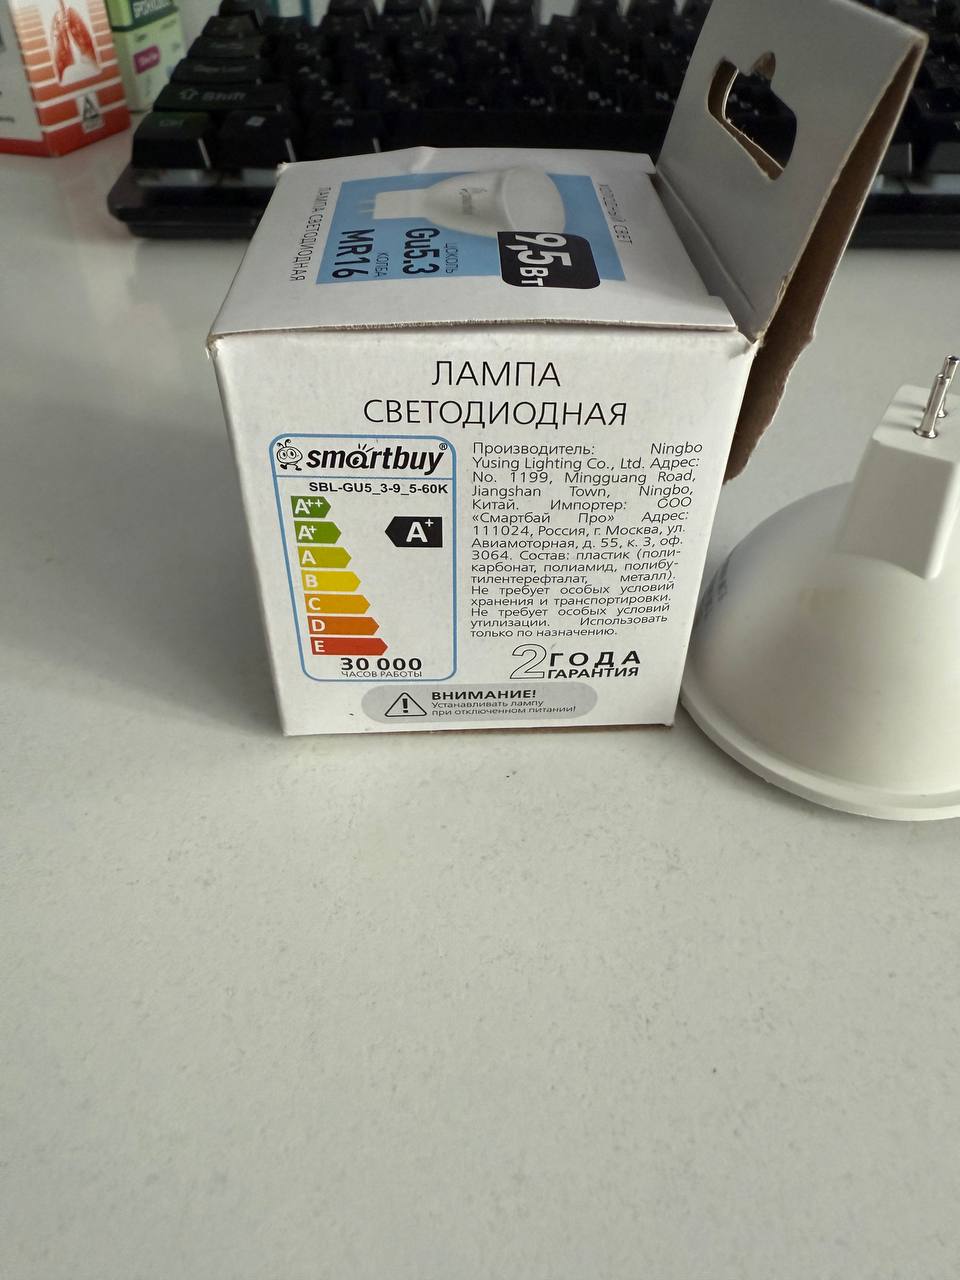 Shift
ХОЛОДНЫЙ СВЕТ
9,5 Вт
ЦОКОЛЬ
Gu5.3
КОЛБА
MR16
ЛАМПА СВЕТОДИОДНАЯ
ЛАМПА
СВЕТОДИОДНАЯ
smartbuy®
SBL-GU5_3-9_5-60K
A++
A+
A+
A
B
C
D
E
30 000
ЧАСОВ РАБОТЫ
Производитель: Ningbo
Yusing Lighting Co., Ltd. Адрес:
No. 1199, Mingguang Road,
Jiangshan Town, Ningbo,
Китай. Импортер: ООО
«Смартбай Про» Адрес:
111024, Россия, г. Москва, ул.
Авиамоторная, д. 55, к. 3, оф.
3064. Состав: пластик (поли-
карбонат, полиамид, полибу-
тилентерефталат, металл).
Не требует особых условий
хранения и транспортировки.
Не требует особых условий
утилизации. Использовать
только по назначению.
2 ГОДА
ГАРАНТИЯ
ВНИМАНИЕ!
Устанавливать лампу
при отключенном питании!